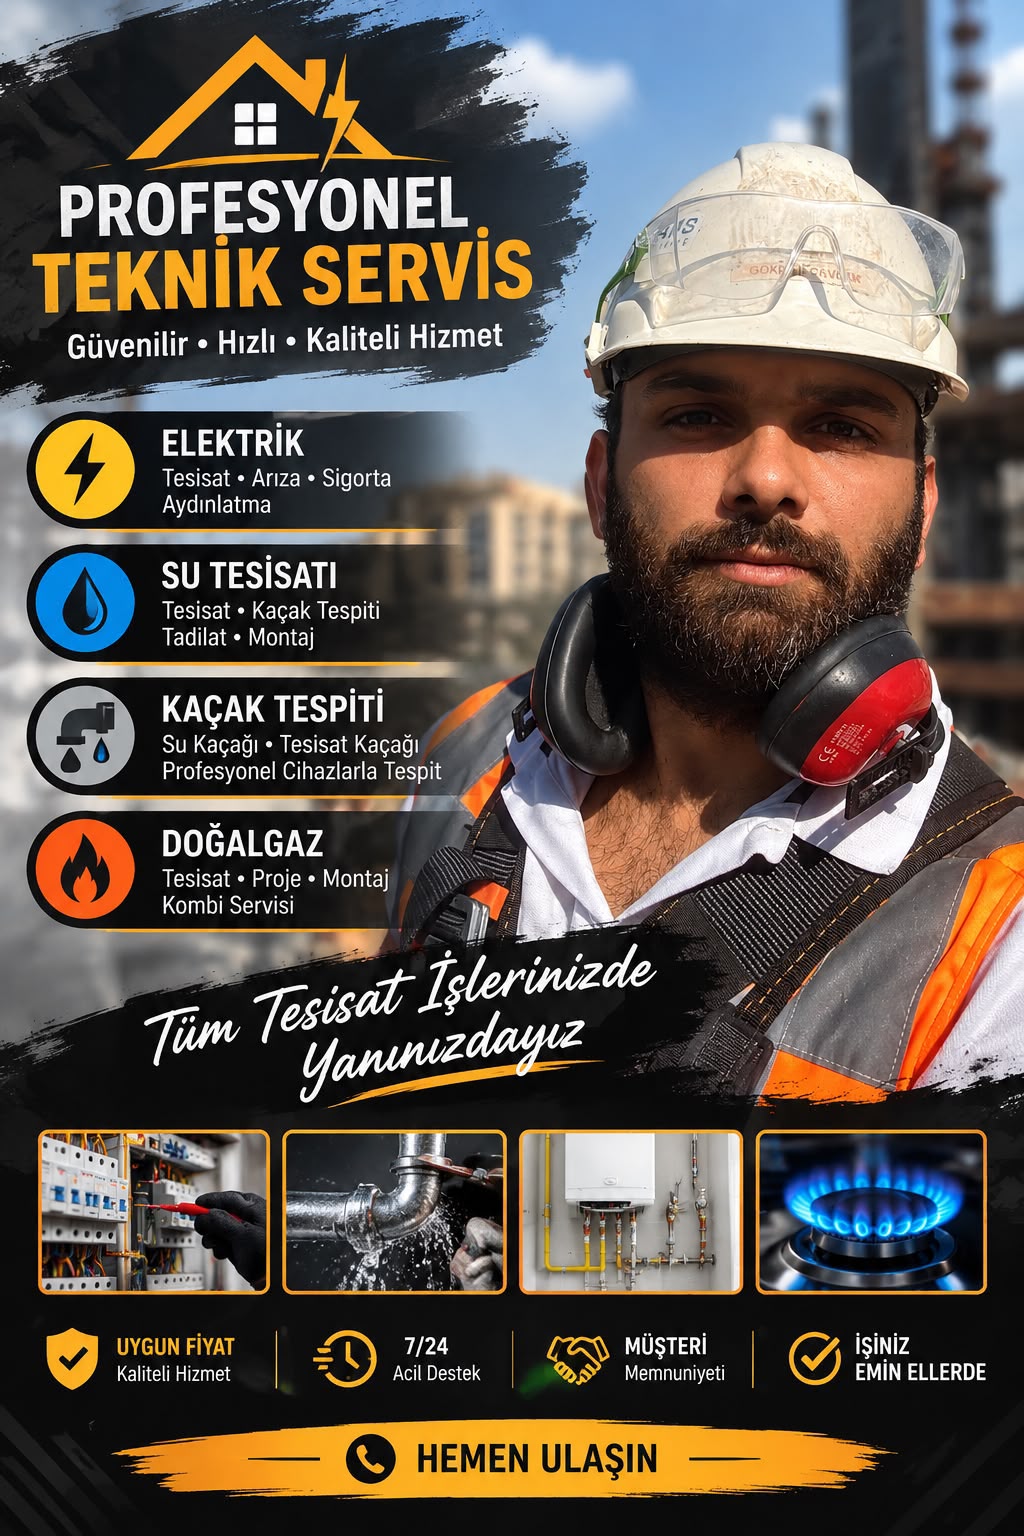 PROFESYONEL
TEKNİK SERVİS
Güvenilir • Hızlı • Kaliteli Hizmet
ELEKTRİK
Tesisat • Arıza • Sigorta
Aydınlatma
SU TESİSATI
Tesisat • Kaçak Tespiti
Tadilat • Montaj
KAÇAK TESPİTİ
Su Kaçağı • Tesisat Kaçağı
Profesyonel Cihazlarla Tespit
DOĞALGAZ
Tesisat • Proje • Montaj
Kombi Servisi
Tüm Tesisat İşlerinizde
Yanınızdayız
UYGUN FİYAT
Kaliteli Hizmet
7/24
Acil Destek
MÜŞTERİ
Memnuniyeti
İŞİNİZ
EMİN ELLERDE
HEMEN ULAŞIN
CE